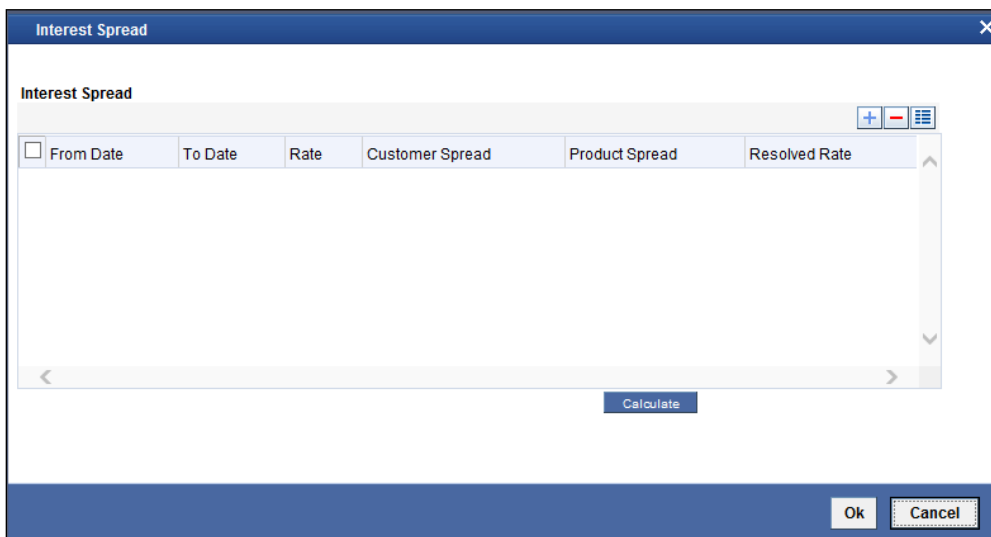 Interest Spread
Interest Spread
From Date To Date Rate Customer Spread Product Spread Resolved Rate
Calculate
Ok Cancel